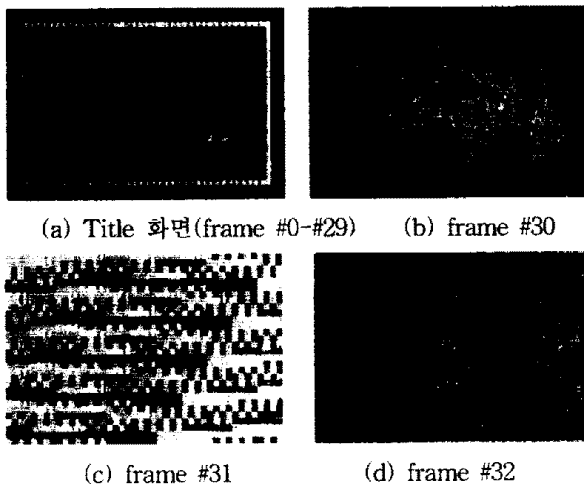 (a) Title 화면(frame #0-#29)
(b) frame #30
(c) frame #31
(d) frame #32